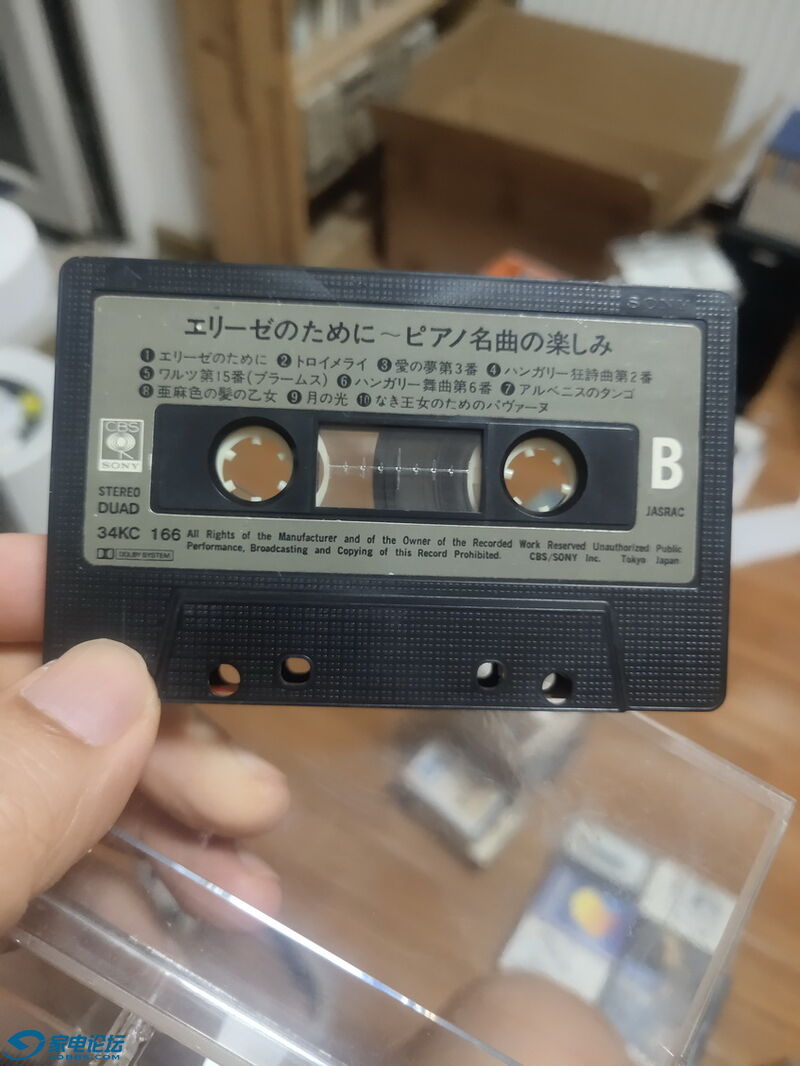 SONY
エリーゼのために～ピアノ名曲の楽しみ
❶エリーゼのために ❷トロイメライ ❸愛の夢第3番 ❹ハンガリー狂詩曲第2番
❺ワルツ第15番(ブラームス) ❻ハンガリー舞曲第6番 ❼アルベニスのタンゴ
❽亜麻色の髪の乙女 ❾月の光 ❿なき王女のためのパヴァーヌ
CBS
SONY
B
STEREO
DUAD
JASRAC
34KC 166
DOLBY SYSTEM
All Rights of the Manufacturer and of the Owner of the Recorded Work Reserved Unauthorized Public
Performance, Broadcasting and Copying of this Record Prohibited. CBS/SONY Inc. Tokyo Japan
家电论坛
JDBBS.COM